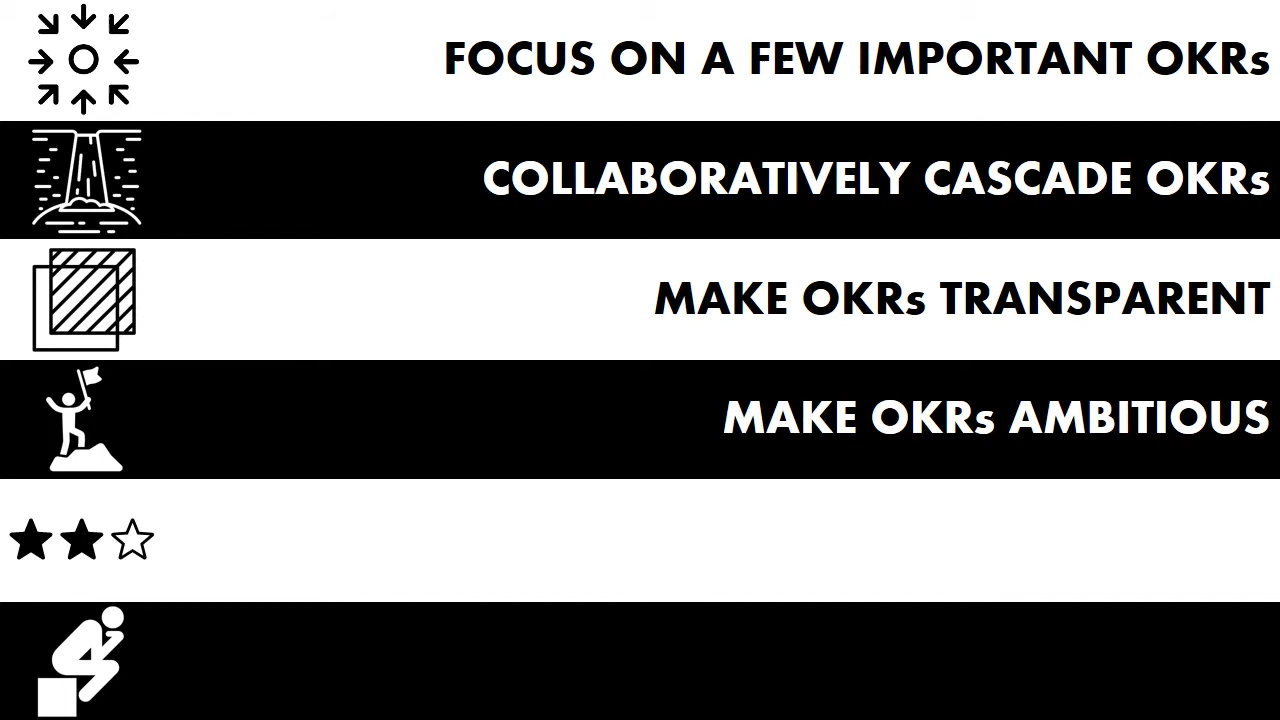 FOCUS ON A FEW IMPORTANT OKRs
COLLABORATIVELY CASCADE OKRs
MAKE OKRs TRANSPARENT
MAKE OKRs AMBITIOUS